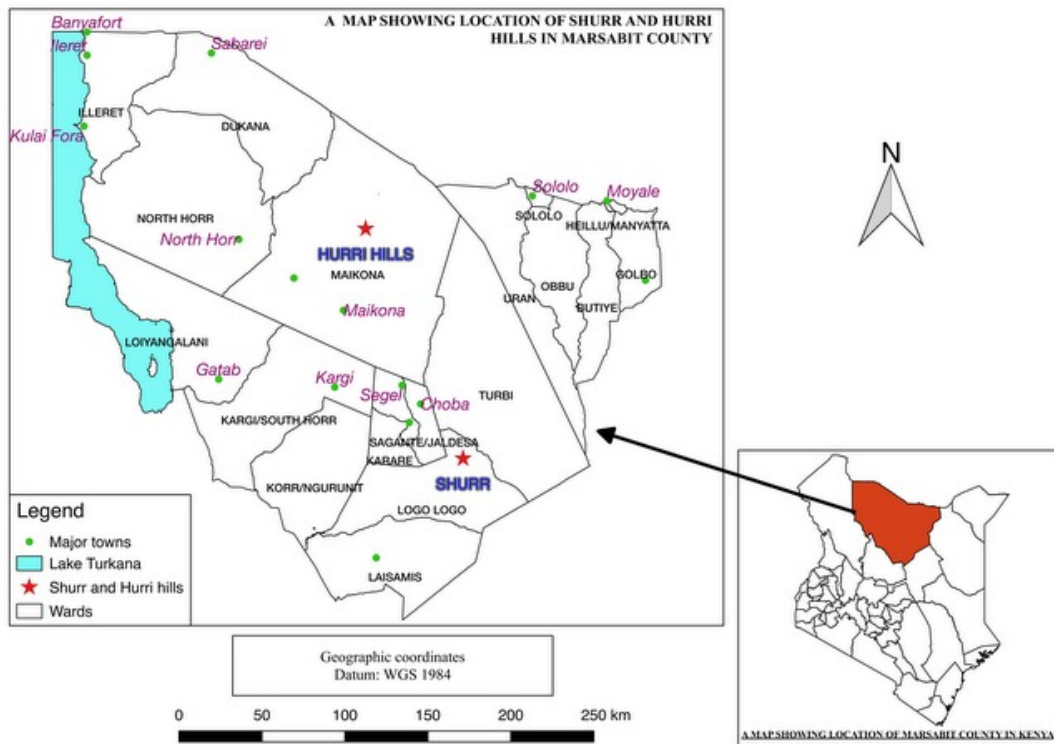 A MAP SHOWING LOCATION OF SHURR AND HURRI
HILLS IN MARSABIT COUNTY
Banyafort
Illeret
Sabarei
ILLERET
Kulai Fora
DUKANA
Sololo
Moyale
SOLOLO
NORTH HORR
HEILLU/MANYATTA
North Horr
HURRI HILLS
MAIKONA
GOLBO
OBBU
URAN
BUTIYE
Maikona
LOIYANGALANI
Gatab
Kargi
Segel
Choba
TURBI
KARGI/SOUTH HORR
SAGANTE/JALDESA
KARARE
SHURR
KORR/NGURUNIT
LOGO LOGO
LAISAMIS
Legend
Major towns
Lake Turkana
Shurr and Hurri hills
Wards
N
Geographic coordinates
Datum: WGS 1984
0 50 100 150 200 250 km
A MAP SHOWING LOCATION OF MARSABIT COUNTY IN KENYA